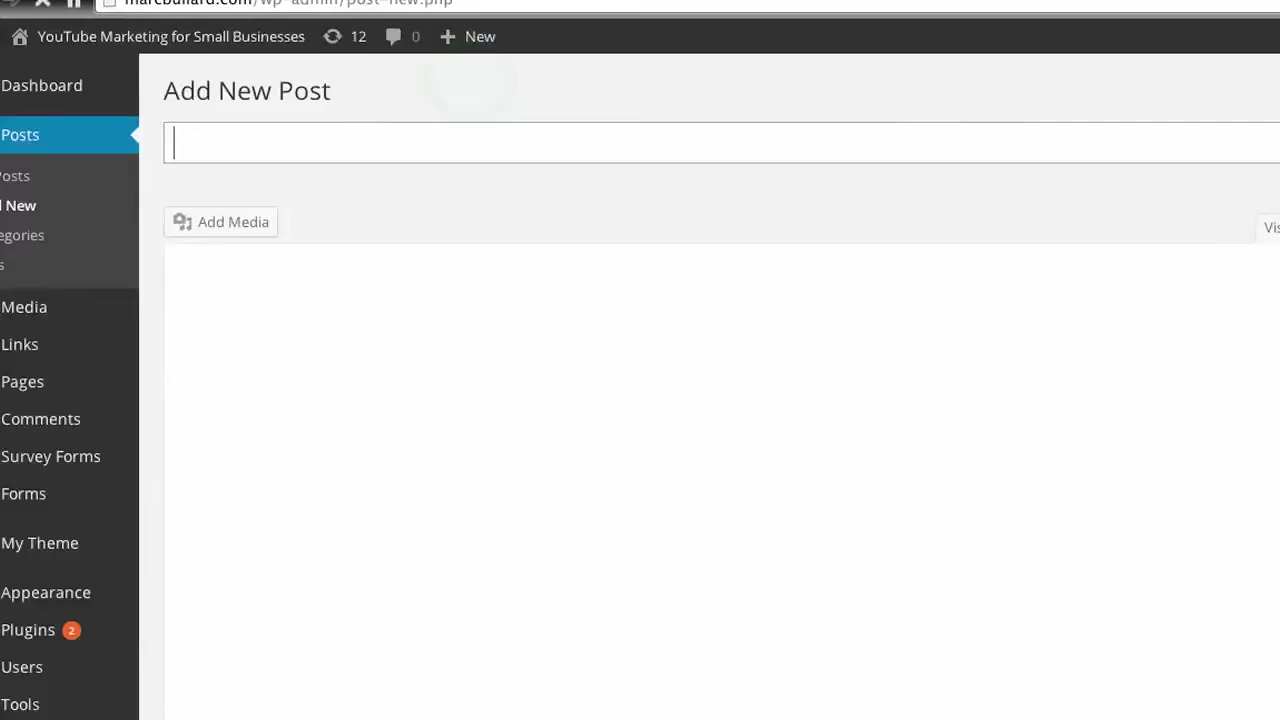 marcbullard.com/wp-admin/post-new.php
YouTube Marketing for Small Businesses 12 0 New
Dashboard
Posts
Posts
New
egories
s
Media
Links
Pages
Comments
Survey Forms
Forms
My Theme
Appearance
Plugins 2
Users
Tools
Add New Post
Add Media
Vis